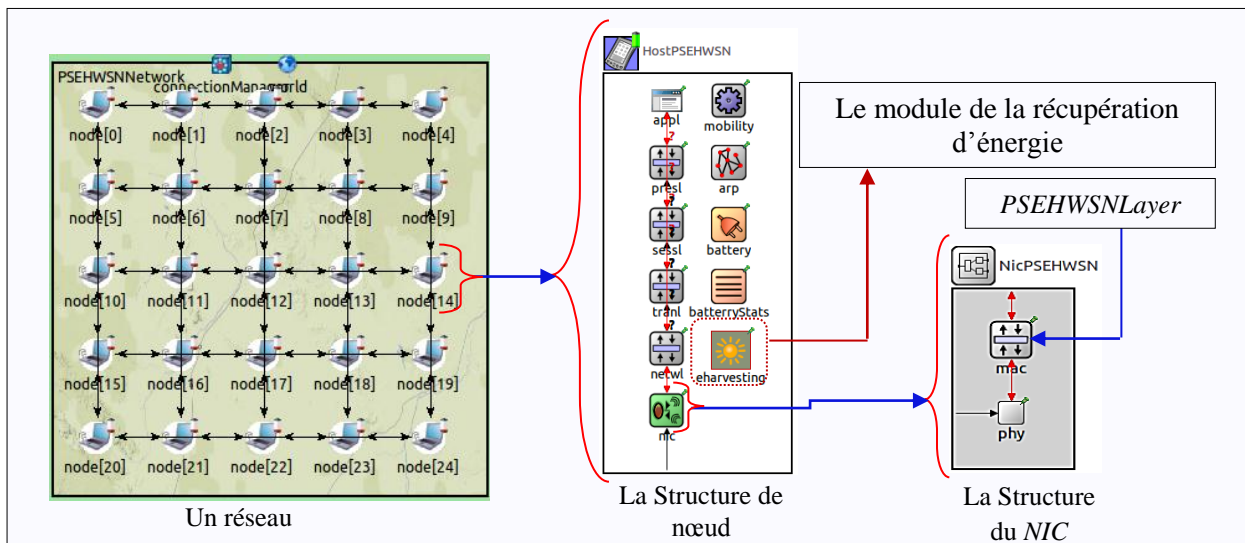 PSEHWSNNetwork
node[0] node[1] node[2] node[3] node[4]
node[5] node[6] node[7] node[8] node[9]
node[10] node[11] node[12] node[13] node[14]
node[15] node[16] node[17] node[18] node[19]
node[20] node[21] node[22] node[23] node[24]
Un réseau
HostPSEHWSN
appl mobility
?
presl arp
?
sessl battery
?
tranl batterryStats
?
netwl eharvesting
nic
La Structure de
nœud
Le module de la récupération
d’énergie
PSEHWSNLayer
NicPSEHWSN
mac
phy
La Structure
du NIC